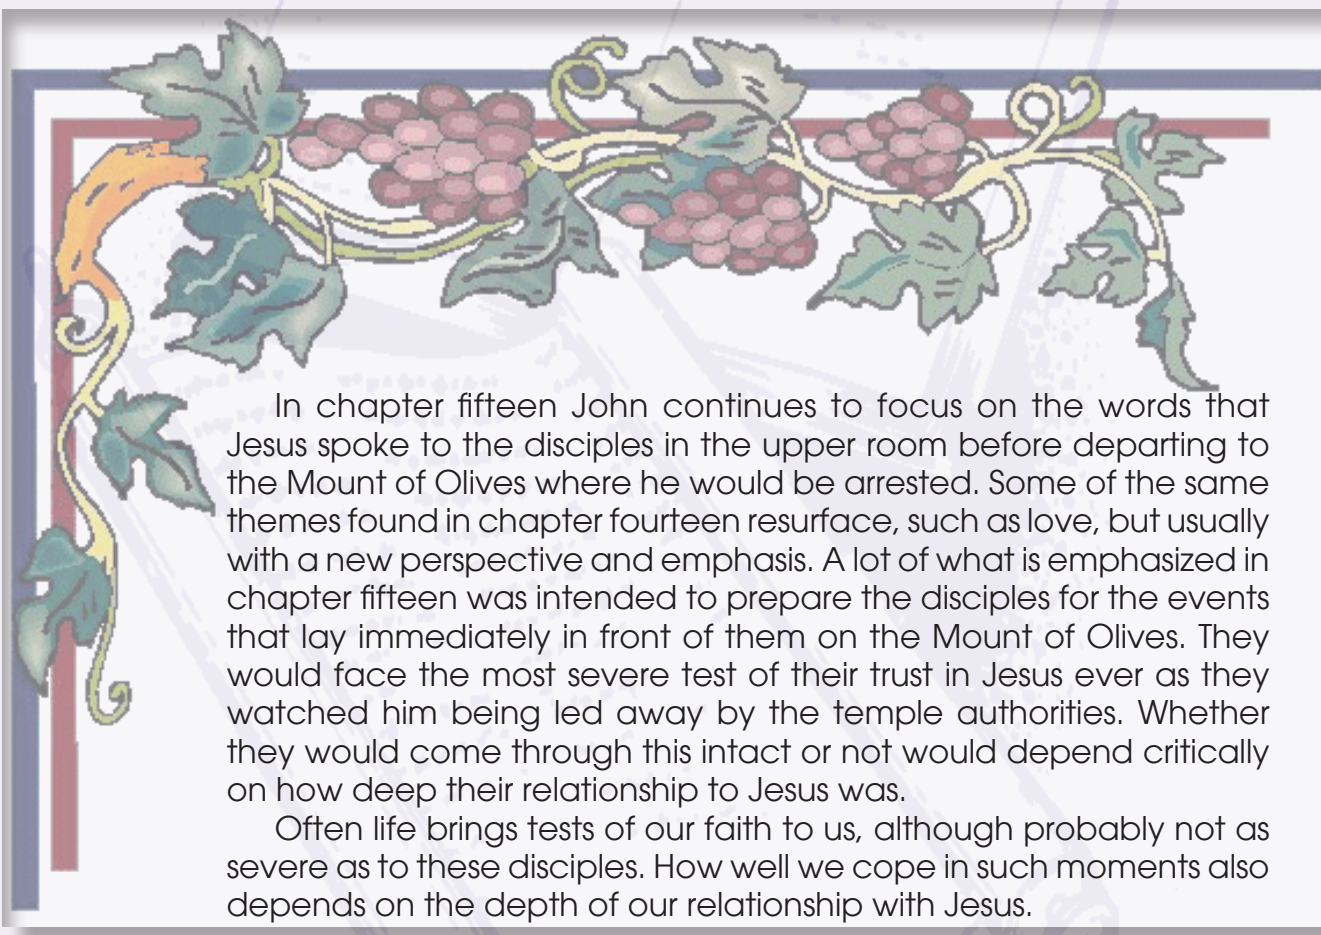 In chapter fifteen John continues to focus on the words that
Jesus spoke to the disciples in the upper room before departing to
the Mount of Olives where he would be arrested. Some of the same
themes found in chapter fourteen resurface, such as love, but usually
with a new perspective and emphasis. A lot of what is emphasized in
chapter fifteen was intended to prepare the disciples for the events
that lay immediately in front of them on the Mount of Olives. They
would face the most severe test of their trust in Jesus ever as they
watched him being led away by the temple authorities. Whether
they would come through this intact or not would depend critically
on how deep their relationship to Jesus was.
Often life brings tests of our faith to us, although probably not as
severe as to these disciples. How well we cope in such moments also
depends on the depth of our relationship with Jesus.